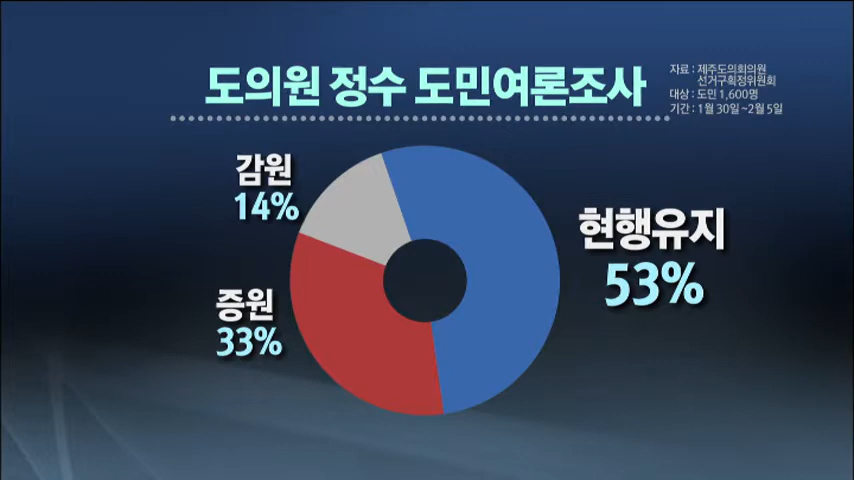 도의원 정수 도민여론조사
자료 : 제주도의회의원
선거구획정위원회
대상 : 도민 1,600명
기간 : 1월 30일 ~2월 5일
감원
14%
현행유지
53%
증원
33%